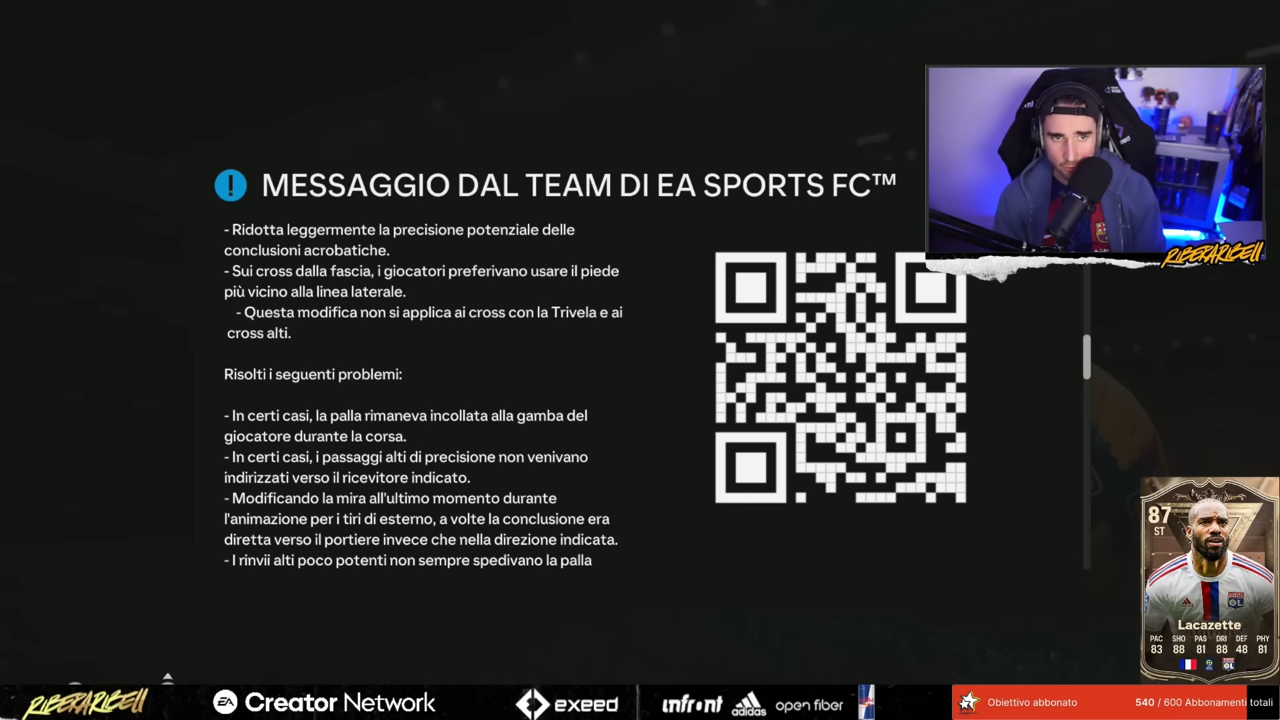 MESSAGGIO DAL TEAM DI EA SPORTS FC™
- Ridotta leggermente la precisione potenziale delle
conclusioni acrobatiche.
- Sui cross dalla fascia, i giocatori preferivano usare il piede
più vicino alla linea laterale.
- Questa modifica non si applica ai cross con la Trivela e ai
cross alti.
Risolti i seguenti problemi:
- In certi casi, la palla rimaneva incollata alla gamba del
giocatore durante la corsa.
- In certi casi, i passaggi alti di precisione non venivano
indirizzati verso il ricevitore indicato.
- Modificando la mira all'ultimo momento durante
l'animazione per i tiri di esterno, a volte la conclusione era
diretta verso il portiere invece che nella direzione indicata.
- I rinvii alti poco potenti non sempre spedivano la palla
RIBERARIBELL
87
ST
Lacazette
PAC SHO PAS DRI DEF PHY
83 88 81 88 48 81
RIBERARIBELL
EA Creator Network
exeed
infront
adidas
open fiber
Obiettivo abbonato
540 / 600 Abbonamenti totali